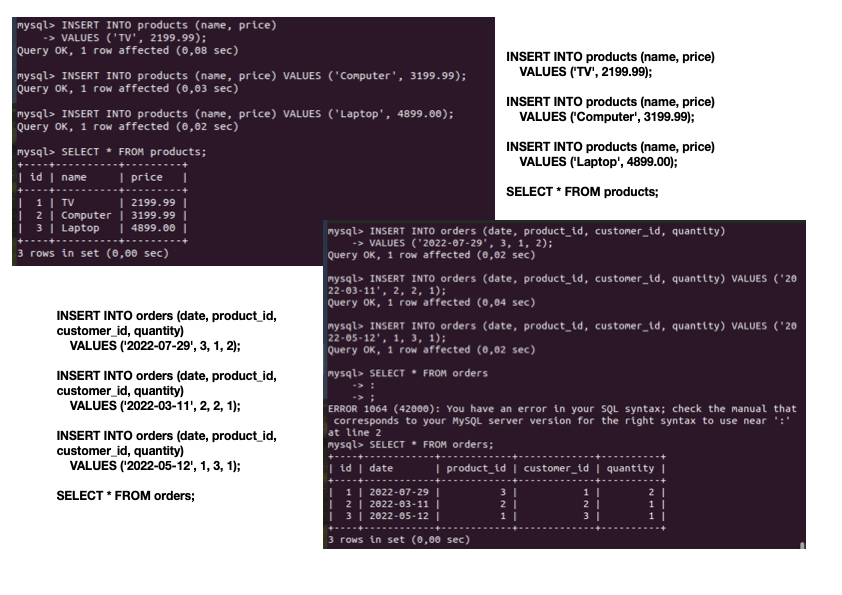 mysql> INSERT INTO products (name, price)
    -> VALUES ('TV', 2199.99);
Query OK, 1 row affected (0,08 sec)
mysql> INSERT INTO products (name, price) VALUES ('Computer', 3199.99);
Query OK, 1 row affected (0,03 sec)
mysql> INSERT INTO products (name, price) VALUES ('Laptop', 4899.00);
Query OK, 1 row affected (0,02 sec)
mysql> SELECT * FROM products;
+----+----------+---------+
| id | name     | price   |
+----+----------+---------+
|  1 | TV       | 2199.99 |
|  2 | Computer | 3199.99 |
|  3 | Laptop   | 4899.00 |
+----+----------+---------+
3 rows in set (0,00 sec)
INSERT INTO products (name, price)
VALUES ('TV', 2199.99);
INSERT INTO products (name, price)
VALUES ('Computer', 3199.99);
INSERT INTO products (name, price)
VALUES ('Laptop', 4899.00);
SELECT * FROM products;
INSERT INTO orders (date, product_id,
customer_id, quantity)
VALUES ('2022-07-29', 3, 1, 2);
INSERT INTO orders (date, product_id,
customer_id, quantity)
VALUES ('2022-03-11', 2, 2, 1);
INSERT INTO orders (date, product_id,
customer_id, quantity)
VALUES ('2022-05-12', 1, 3, 1);
SELECT * FROM orders;
mysql> INSERT INTO orders (date, product_id, customer_id, quantity)
    -> VALUES ('2022-07-29', 3, 1, 2);
Query OK, 1 row affected (0,02 sec)
mysql> INSERT INTO orders (date, product_id, customer_id, quantity) VALUES ('20
22-03-11', 2, 2, 1);
Query OK, 1 row affected (0,04 sec)
mysql> INSERT INTO orders (date, product_id, customer_id, quantity) VALUES ('20
22-05-12', 1, 3, 1);
Query OK, 1 row affected (0,02 sec)
mysql> SELECT * FROM orders
    -> :
    -> ;
ERROR 1064 (42000): You have an error in your SQL syntax; check the manual that
 corresponds to your MySQL server version for the right syntax to use near ':'
at line 2
mysql> SELECT * FROM orders;
+----+------------+------------+-------------+----------+
| id | date       | product_id | customer_id | quantity |
+----+------------+------------+-------------+----------+
|  1 | 2022-07-29 |          3 |           1 |        2 |
|  2 | 2022-03-11 |          2 |           2 |        1 |
|  3 | 2022-05-12 |          1 |           3 |        1 |
+----+------------+------------+-------------+----------+
3 rows in set (0,00 sec)